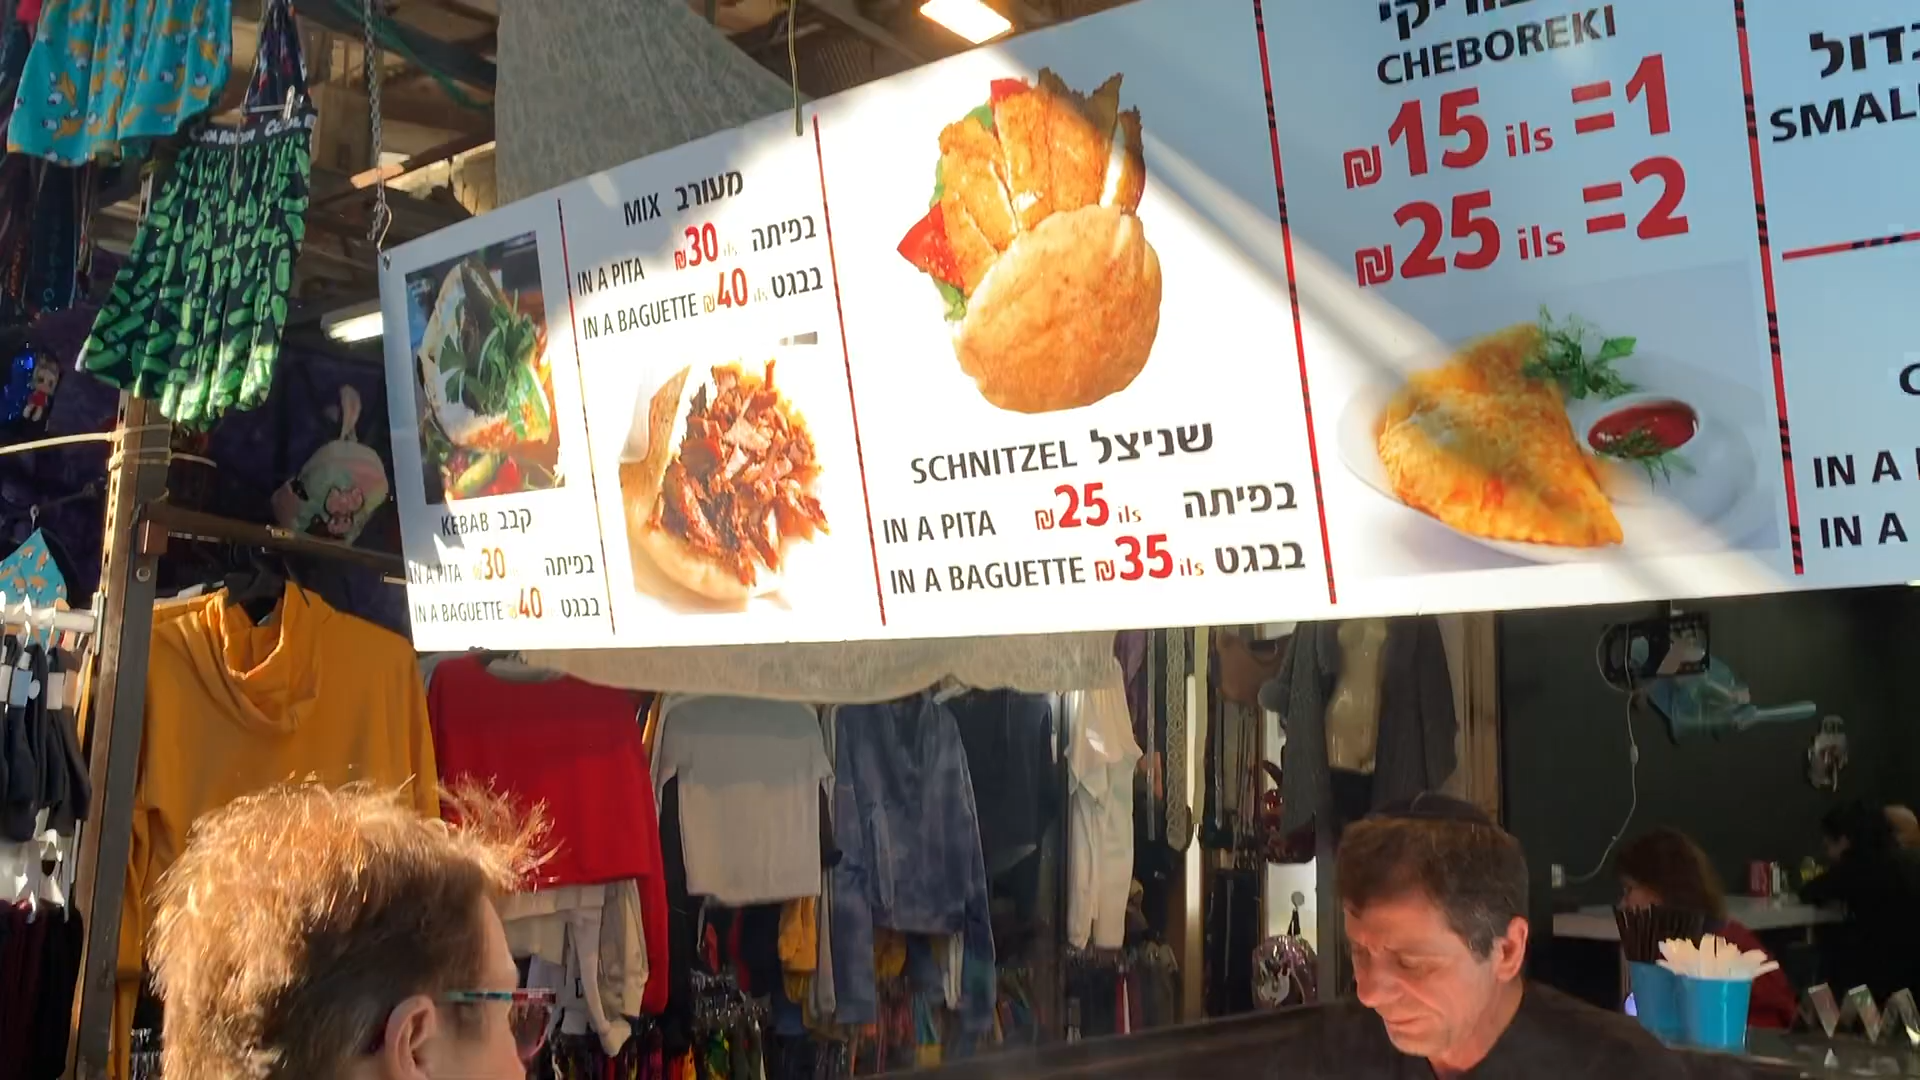 קבב KEBAB
IN A PITA ₪30 בפיתה
IN A BAGUETTE ₪40 בבגט
מעורב MIX
IN A PITA ₪30 ils בפיתה
IN A BAGUETTE ₪40 ils בבגט
שניצל SCHNITZEL
IN A PITA ₪25 ils בפיתה
IN A BAGUETTE ₪35 ils בבגט
CHEBOREKI
₪15 ils =1
₪25 ils =2
SMALL
IN A
IN A